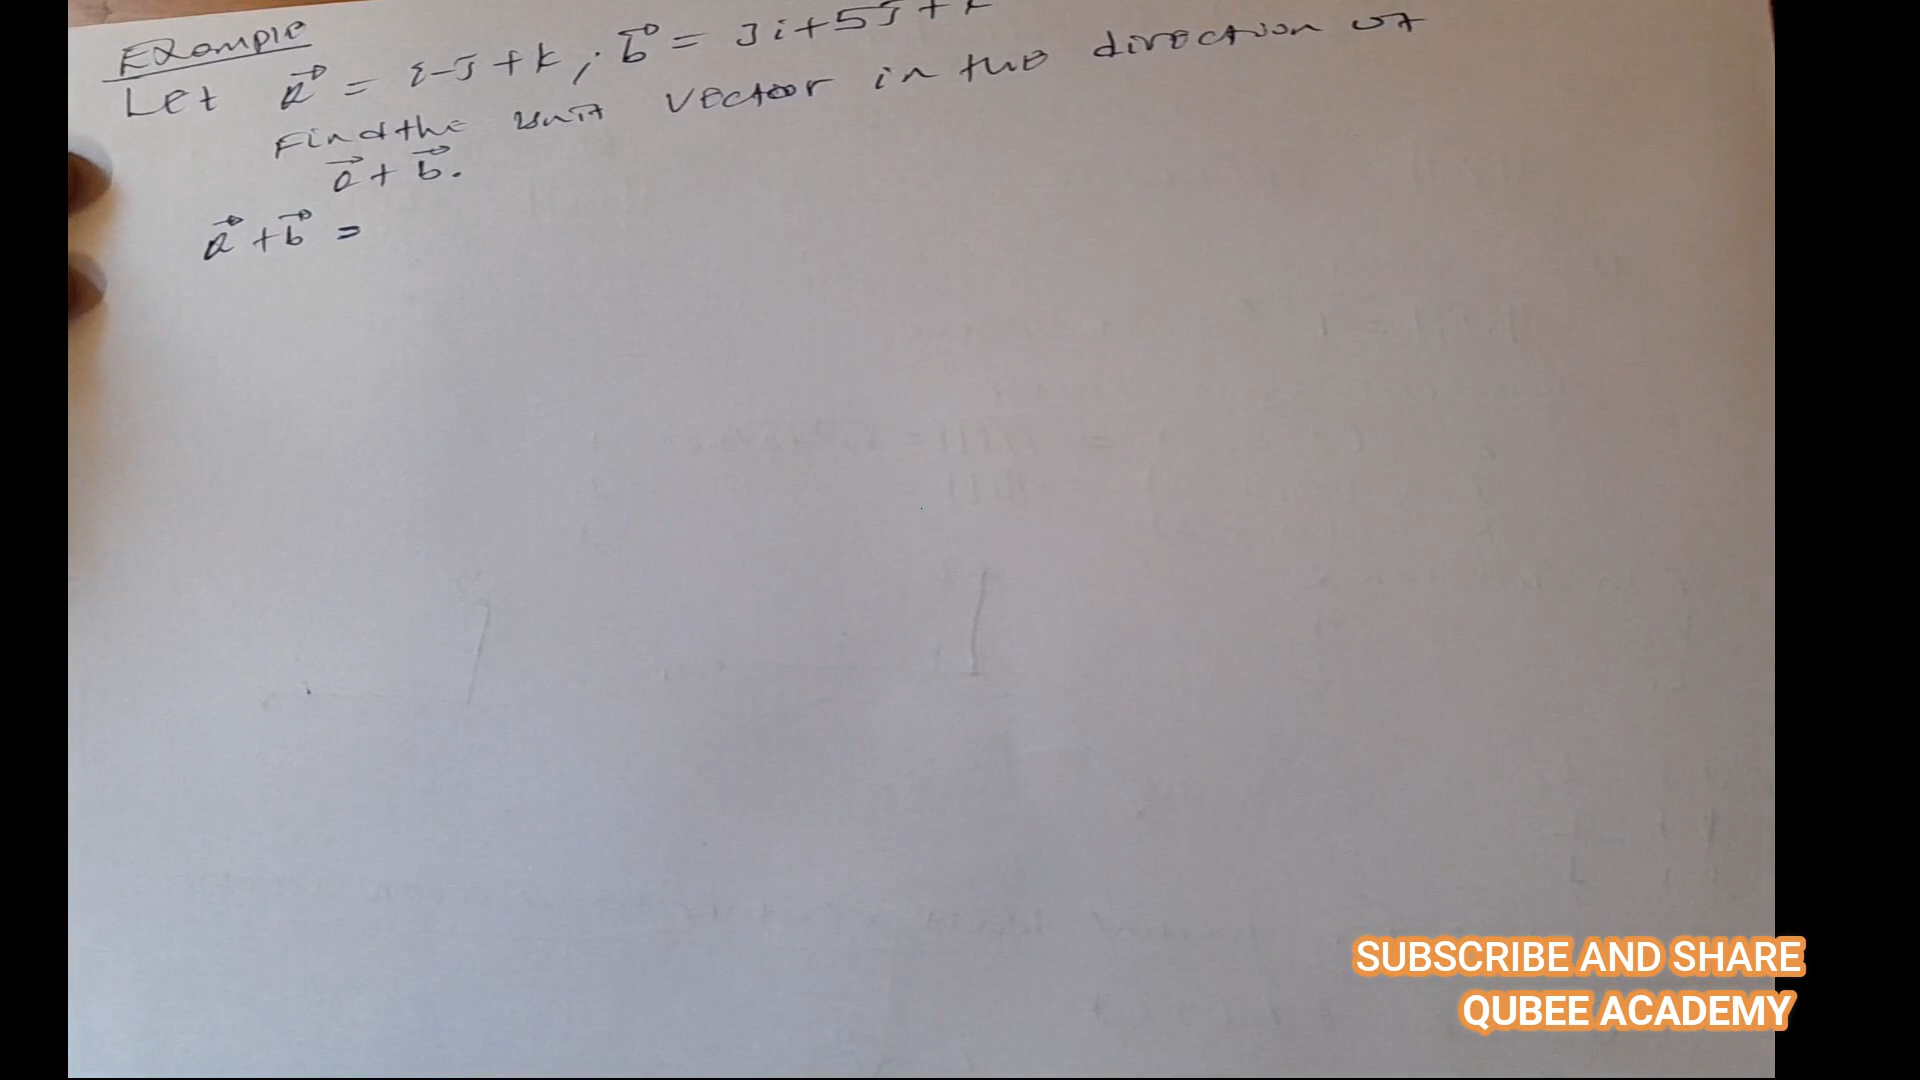 Example
Let a⃗ = i-J+k ; b⃗ = 3i+5J+k
Find the unit vector in the direction of
a⃗ + b⃗.
a⃗ + b⃗ =
SUBSCRIBE AND SHARE
QUBEE ACADEMY